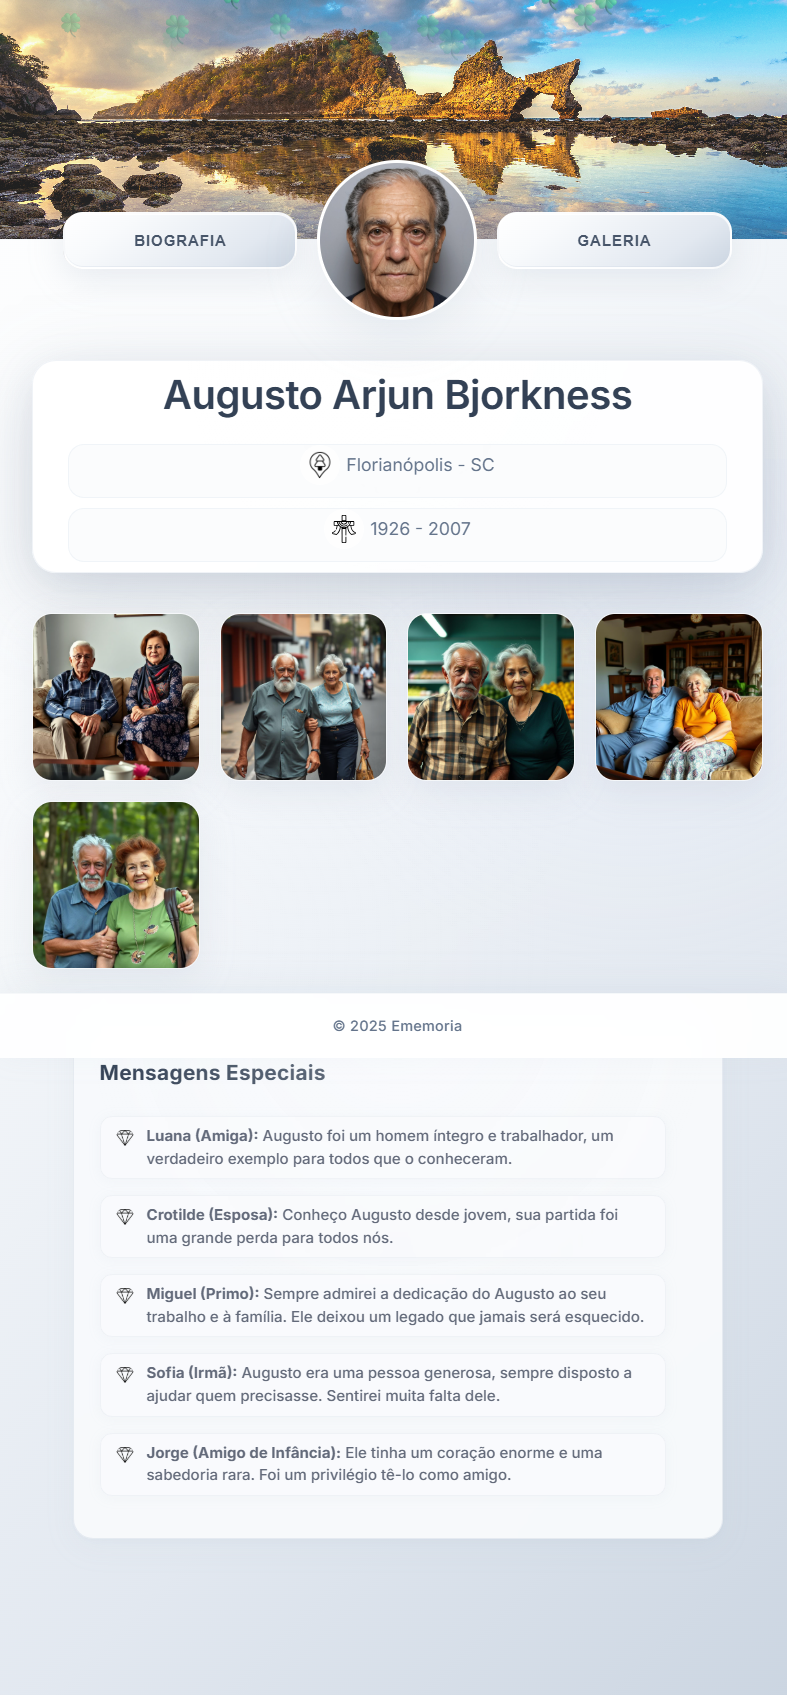 BIOGRAFIA
GALERIA
Augusto Arjun Bjorkness
Florianópolis - SC
1926 - 2007
© 2025 Ememoria
Mensagens Especiais
Luana (Amiga): Augusto foi um homem íntegro e trabalhador, um
verdadeiro exemplo para todos que o conheceram.
Crotilde (Esposa): Conheço Augusto desde jovem, sua partida foi
uma grande perda para todos nós.
Miguel (Primo): Sempre admirei a dedicação do Augusto ao seu
trabalho e à família. Ele deixou um legado que jamais será esquecido.
Sofia (Irmã): Augusto era uma pessoa generosa, sempre disposto a
ajudar quem precisasse. Sentirei muita falta dele.
Jorge (Amigo de Infância): Ele tinha um coração enorme e uma
sabedoria rara. Foi um privilégio tê-lo como amigo.